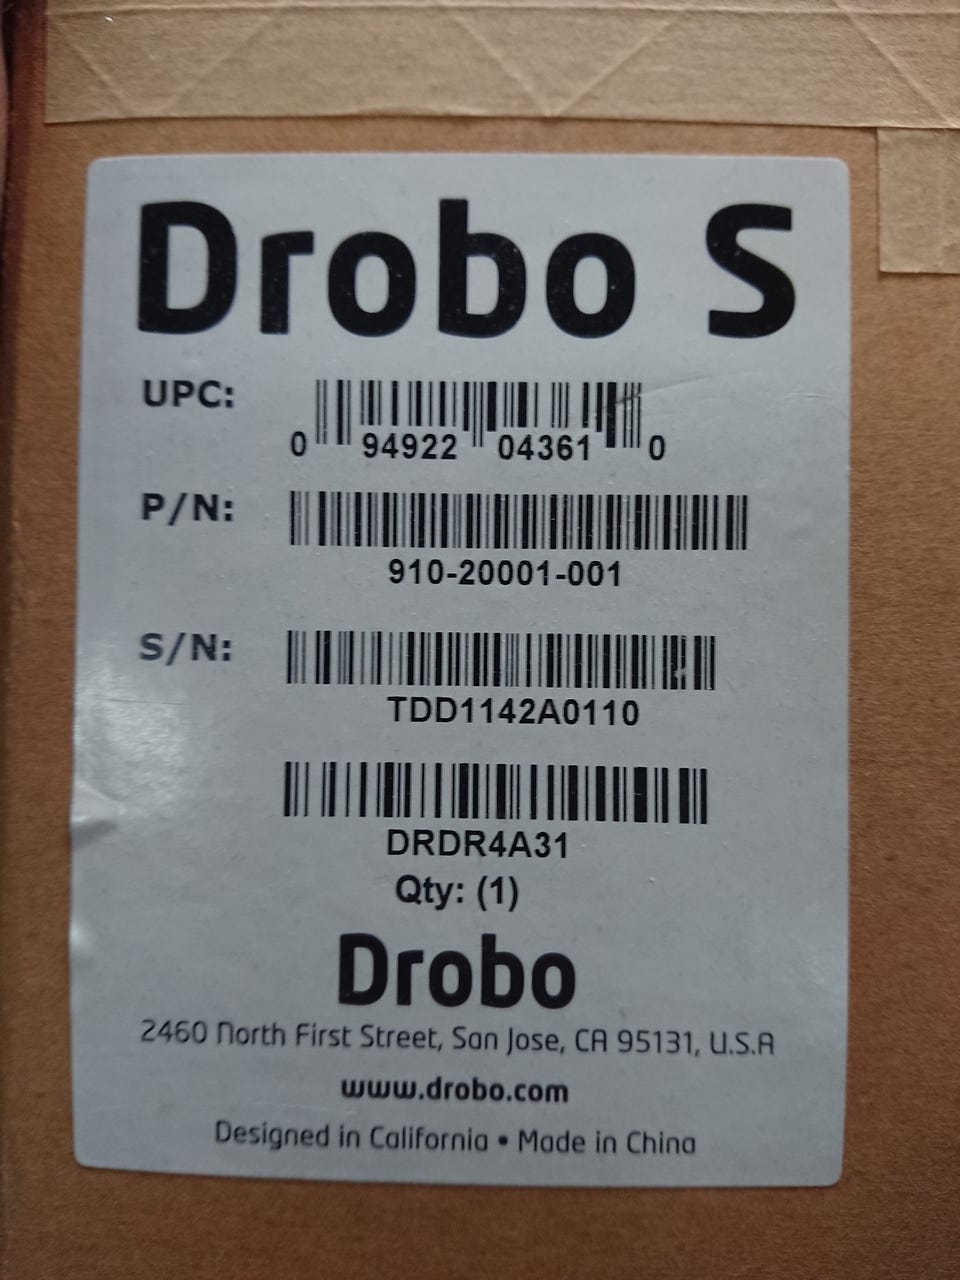 Drobo S
UPC:
0 94922 04361 0
P/N:
910-20001-001
S/N:
TDD1142A0110
DRDR4A31
Qty: (1)
Drobo
2460 North First Street, San Jose, CA 95131, U.S.A
www.drobo.com
Designed in California • Made in China